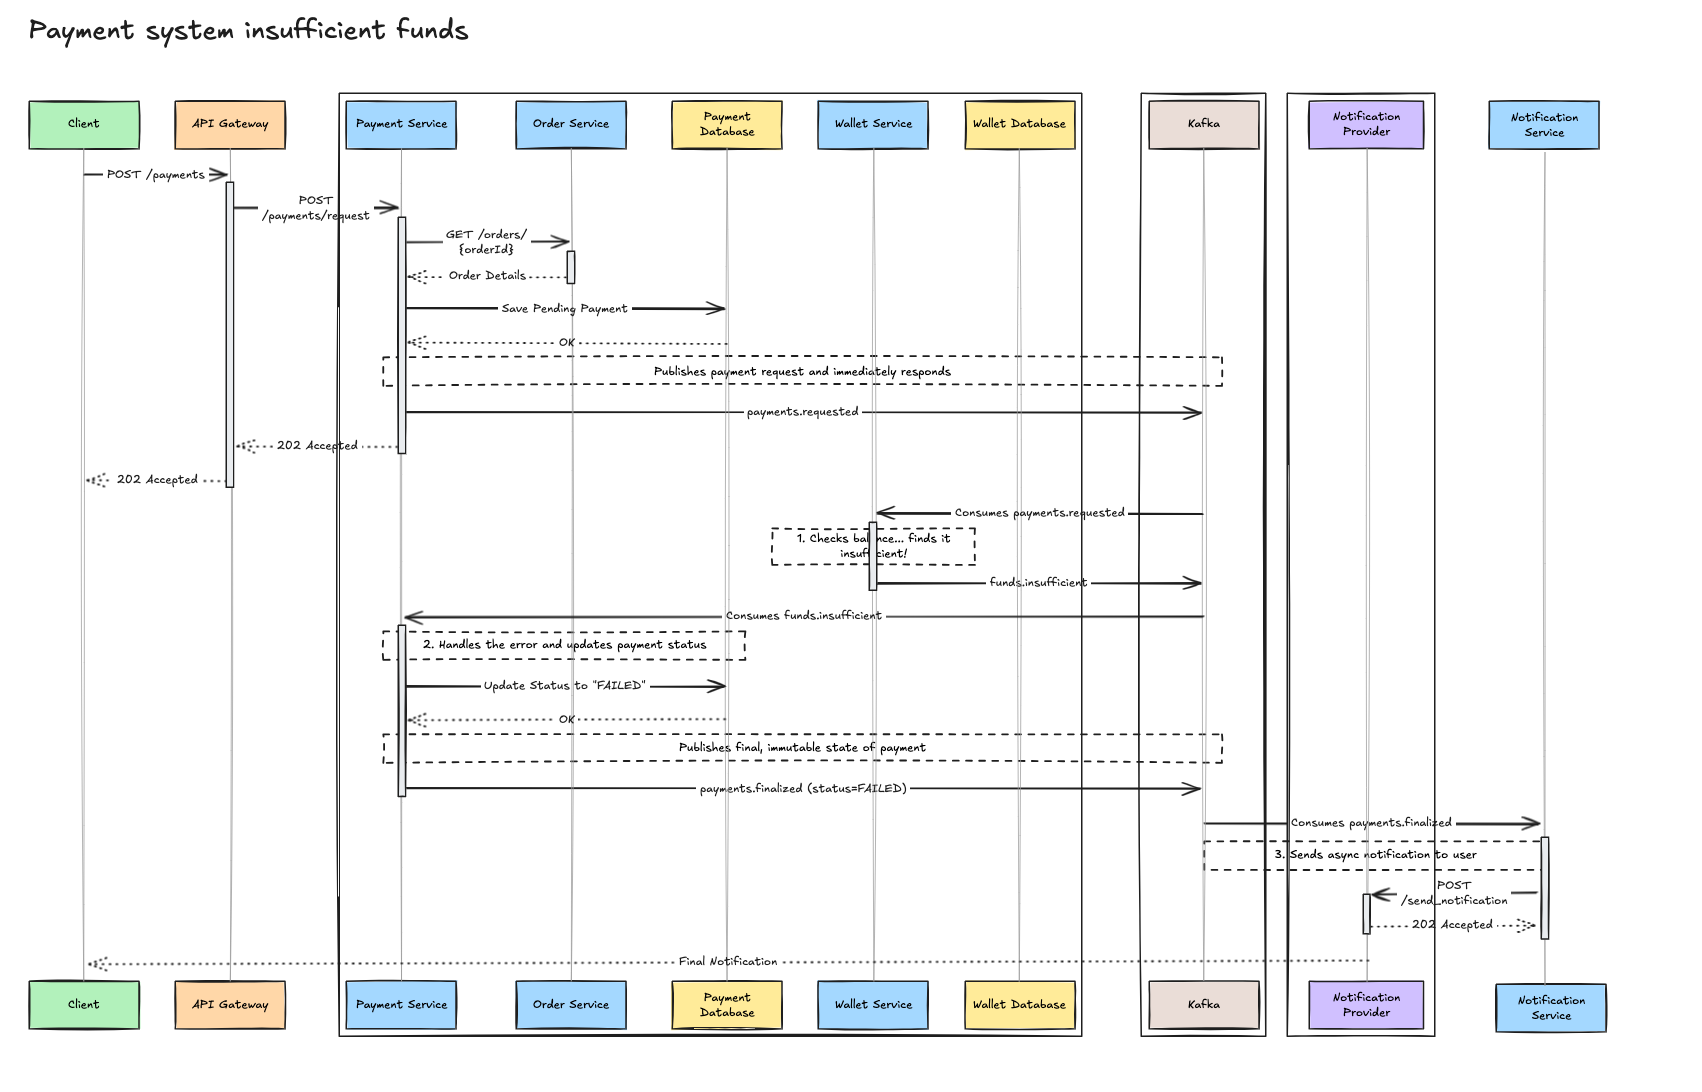 Payment system insufficient funds
Client
API Gateway
Payment Service
Order Service
Payment
Database
Wallet Service
Wallet Database
Kafka
Notification
Provider
Notification
Service
POST /payments
POST
/payments/request
GET /orders/
{orderId}
Order Details
Save Pending Payment
OK
Publishes payment request and immediately responds
payments.requested
202 Accepted
202 Accepted
Consumes payments.requested
1. Checks balance... finds it
insufficient!
funds.insufficient
Consumes funds.insufficient
2. Handles the error and updates payment status
Update Status to "FAILED"
OK
Publishes final, immutable state of payment
payments.finalized (status=FAILED)
Consumes payments.finalized
3. Sends async notification to user
POST
/send_notification
202 Accepted
Final Notification
Client
API Gateway
Payment Service
Order Service
Payment
Database
Wallet Service
Wallet Database
Kafka
Notification
Provider
Notification
Service